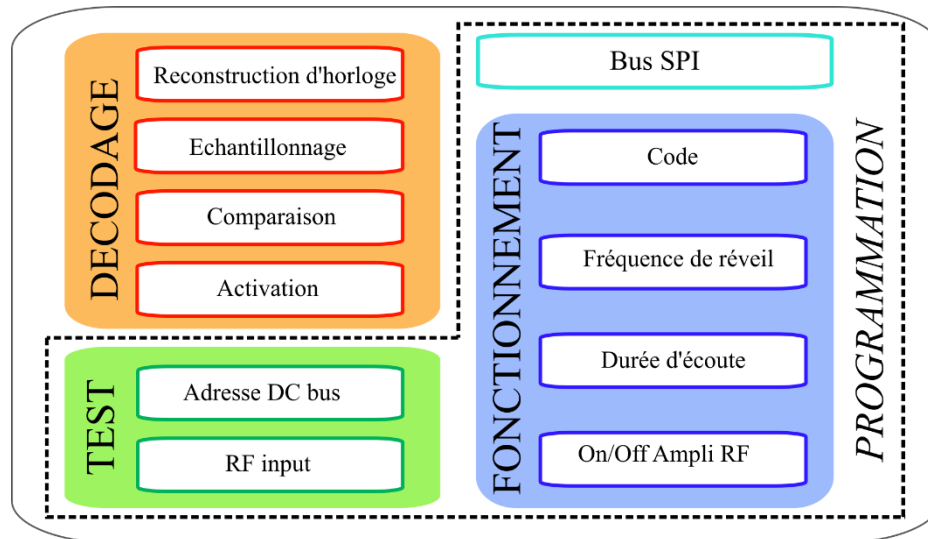 DECODAGE
Reconstruction d'horloge
Echantillonnage
Comparaison
Activation
TEST
Adresse DC bus
RF input
Bus SPI
FONCTIONNEMENT
Code
Fréquence de réveil
Durée d'écoute
On/Off Ampli RF
PROGRAMMATION